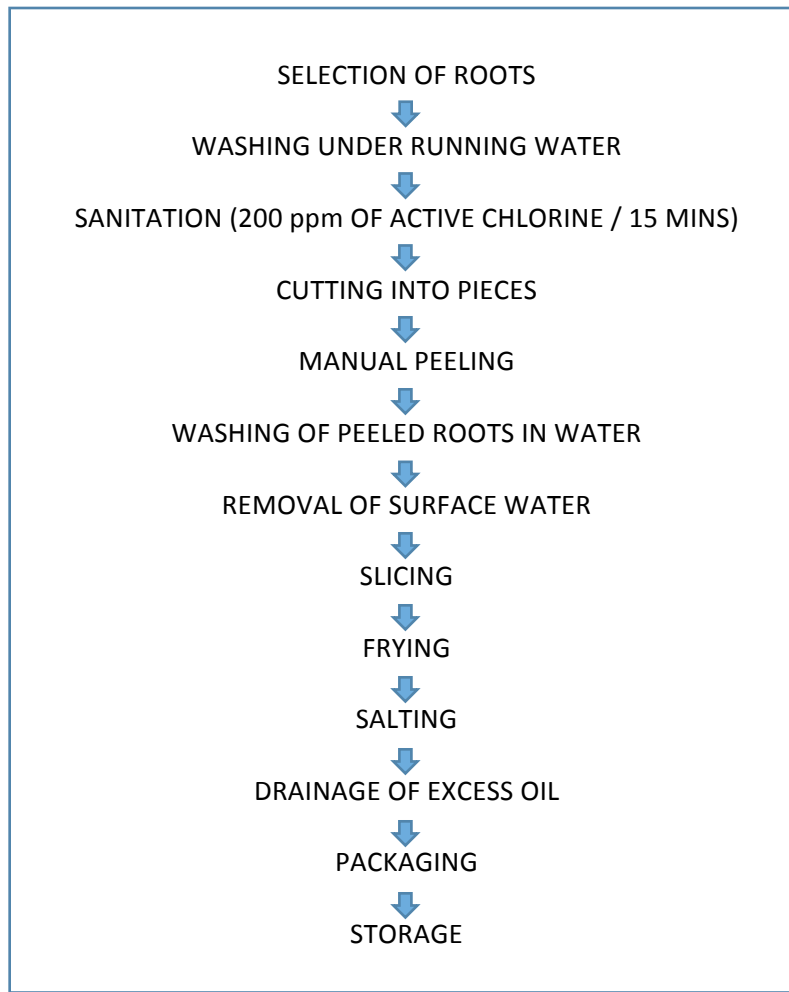 SELECTION OF ROOTS
WASHING UNDER RUNNING WATER
SANITATION (200 ppm OF ACTIVE CHLORINE / 15 MINS)
CUTTING INTO PIECES
MANUAL PEELING
WASHING OF PEELED ROOTS IN WATER
REMOVAL OF SURFACE WATER
SLICING
FRYING
SALTING
DRAINAGE OF EXCESS OIL
PACKAGING
STORAGE